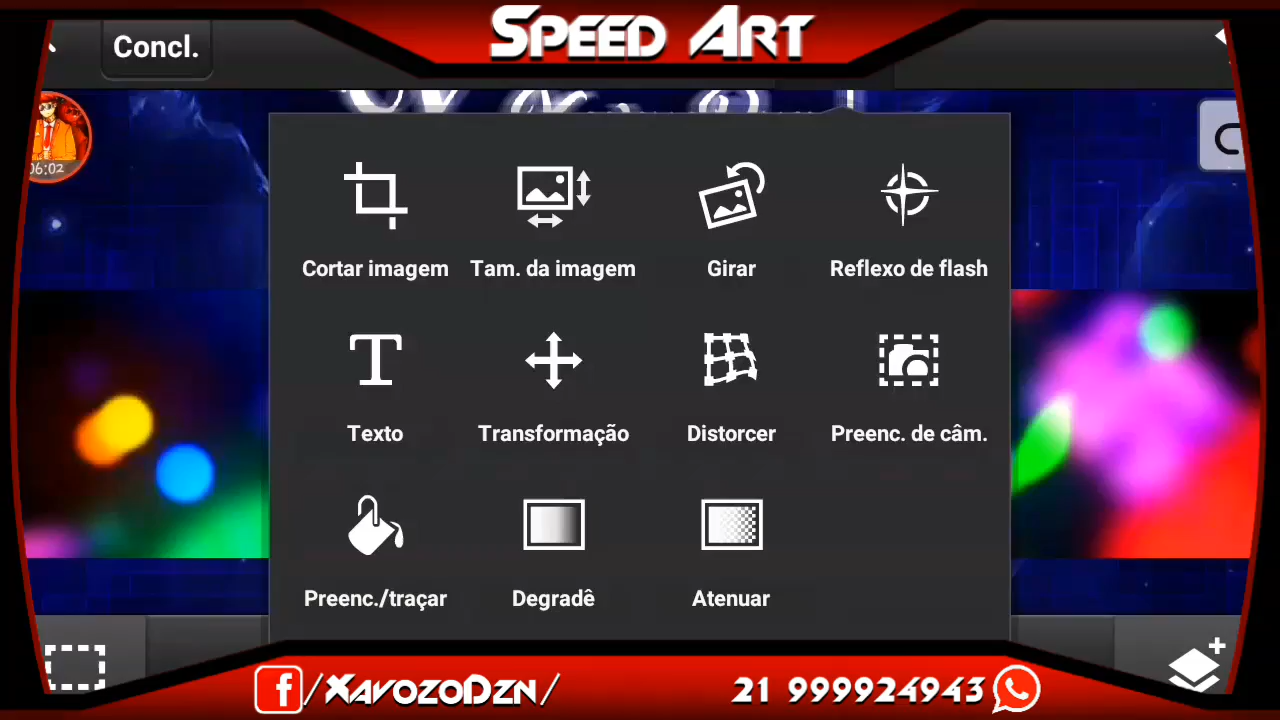 SPEED ART
Concl.
06:02
Cortar imagem
Tam. da imagem
Girar
Reflexo de flash
Texto
Transformação
Distorcer
Preenc. de câm.
Preenc./traçar
Degradê
Atenuar
/XAVOZODZN/
21 999924943